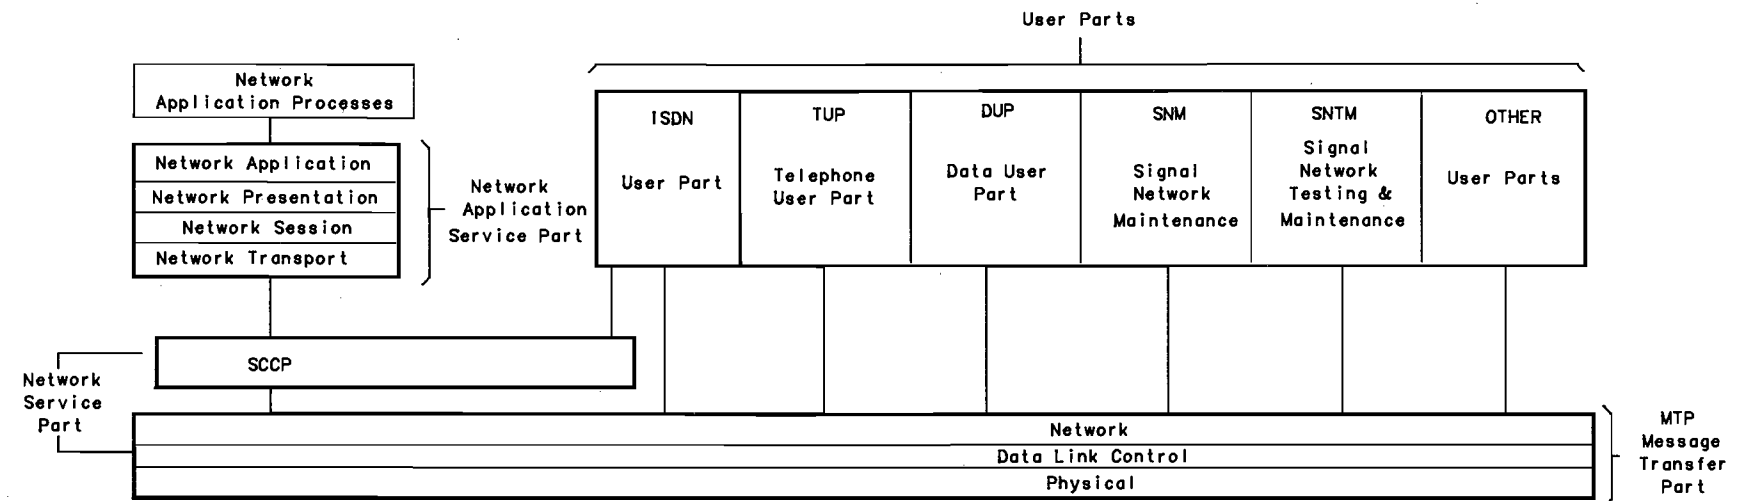 User Parts
Network
Application Processes
Network Application
Network Presentation
Network Session
Network Transport
Network
Application
Service Part
ISDN
User Part
TUP
Telephone
User Part
DUP
Data User
Part
SNM
Signal
Network
Maintenance
SNTM
Signal
Network
Testing &
Maintenance
OTHER
User Parts
SCCP
Network
Service
Part
Network
Data Link Control
Physical
MTP
Message
Transfer
Part